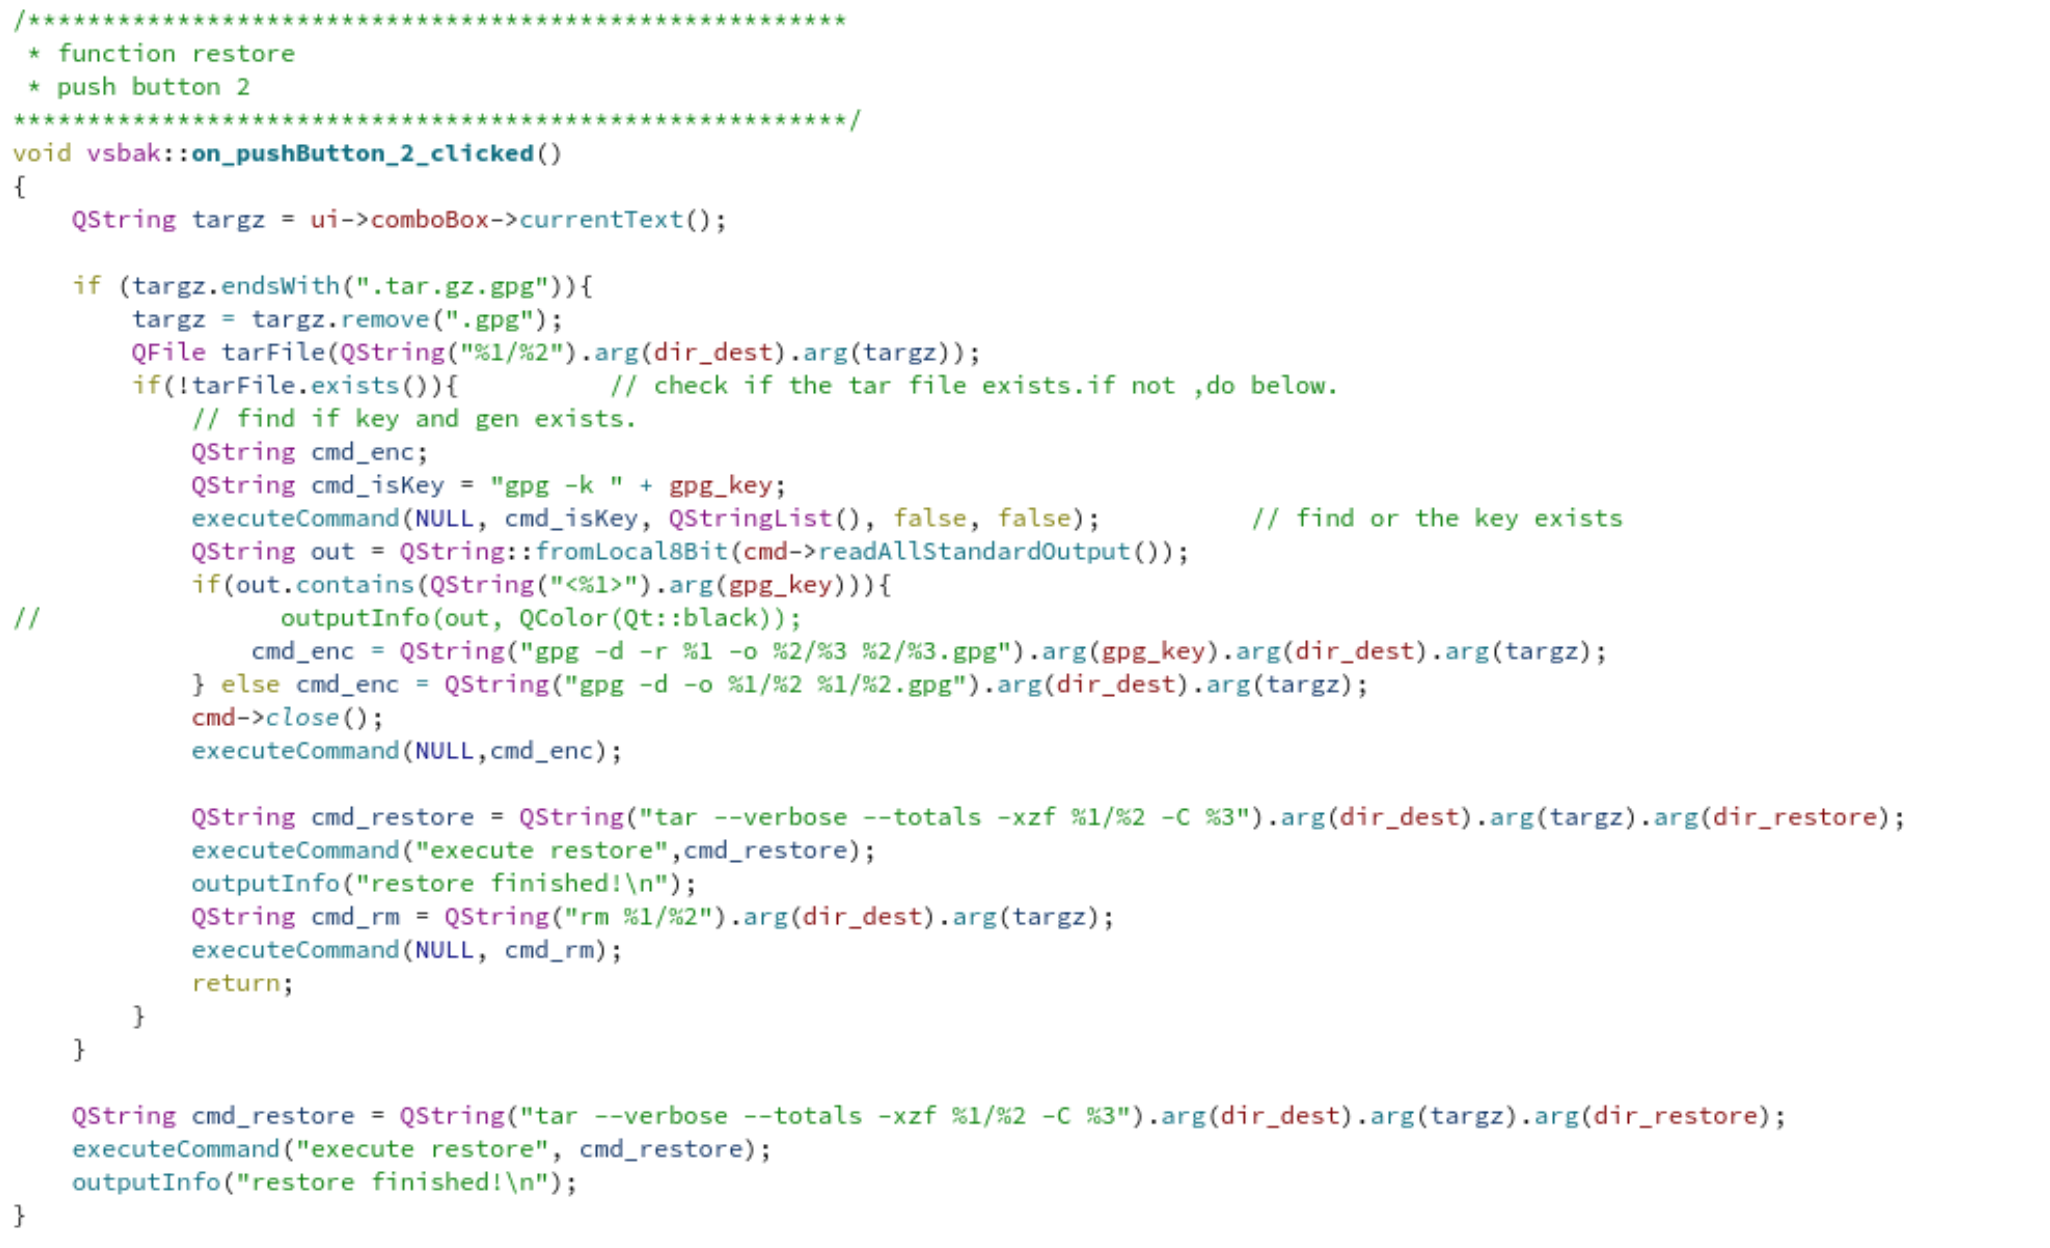 /*******************************************************
 * function restore
 * push button 2
********************************************************/
void vsbak::on_pushButton_2_clicked()
{
    QString targz = ui->comboBox->currentText();

    if (targz.endsWith(".tar.gz.gpg")){
        targz = targz.remove(".gpg");
        QFile tarFile(QString("%1/%2").arg(dir_dest).arg(targz));
        if(!tarFile.exists()){          // check if the tar file exists.if not ,do below.
            // find if key and gen exists.
            QString cmd_enc;
            QString cmd_isKey = "gpg -k " + gpg_key;
            executeCommand(NULL, cmd_isKey, QStringList(), false, false);          // find or the key exists
            QString out = QString::fromLocal8Bit(cmd->readAllStandardOutput());
            if(out.contains(QString("<%1>").arg(gpg_key))){
//                outputInfo(out, QColor(Qt::black));
                cmd_enc = QString("gpg -d -r %1 -o %2/%3 %2/%3.gpg").arg(gpg_key).arg(dir_dest).arg(targz);
            } else cmd_enc = QString("gpg -d -o %1/%2 %1/%2.gpg").arg(dir_dest).arg(targz);
            cmd->close();
            executeCommand(NULL,cmd_enc);

            QString cmd_restore = QString("tar --verbose --totals -xzf %1/%2 -C %3").arg(dir_dest).arg(targz).arg(dir_restore);
            executeCommand("execute restore",cmd_restore);
            outputInfo("restore finished!\n");
            QString cmd_rm = QString("rm %1/%2").arg(dir_dest).arg(targz);
            executeCommand(NULL, cmd_rm);
            return;
        }
    }

    QString cmd_restore = QString("tar --verbose --totals -xzf %1/%2 -C %3").arg(dir_dest).arg(targz).arg(dir_restore);
    executeCommand("execute restore", cmd_restore);
    outputInfo("restore finished!\n");
}